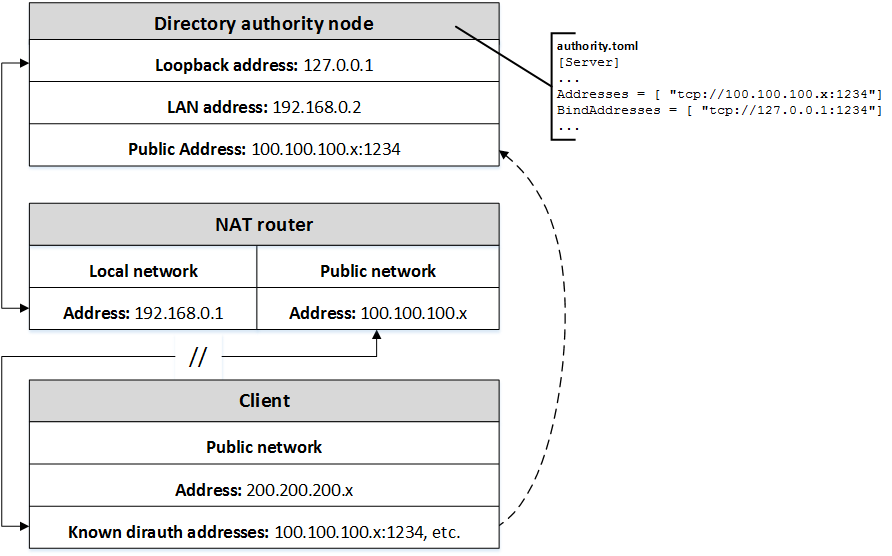 Directory authority node
Loopback address: 127.0.0.1
LAN address: 192.168.0.2
Public Address: 100.100.100.x:1234
authority.toml
[Server]
...
Addresses = [ "tcp://100.100.100.x:1234"]
BindAddresses = [ "tcp://127.0.0.1:1234"]
...
NAT router
Local network
Public network
Address: 192.168.0.1
Address: 100.100.100.x
//
Client
Public network
Address: 200.200.200.x
Known dirauth addresses: 100.100.100.x:1234, etc.